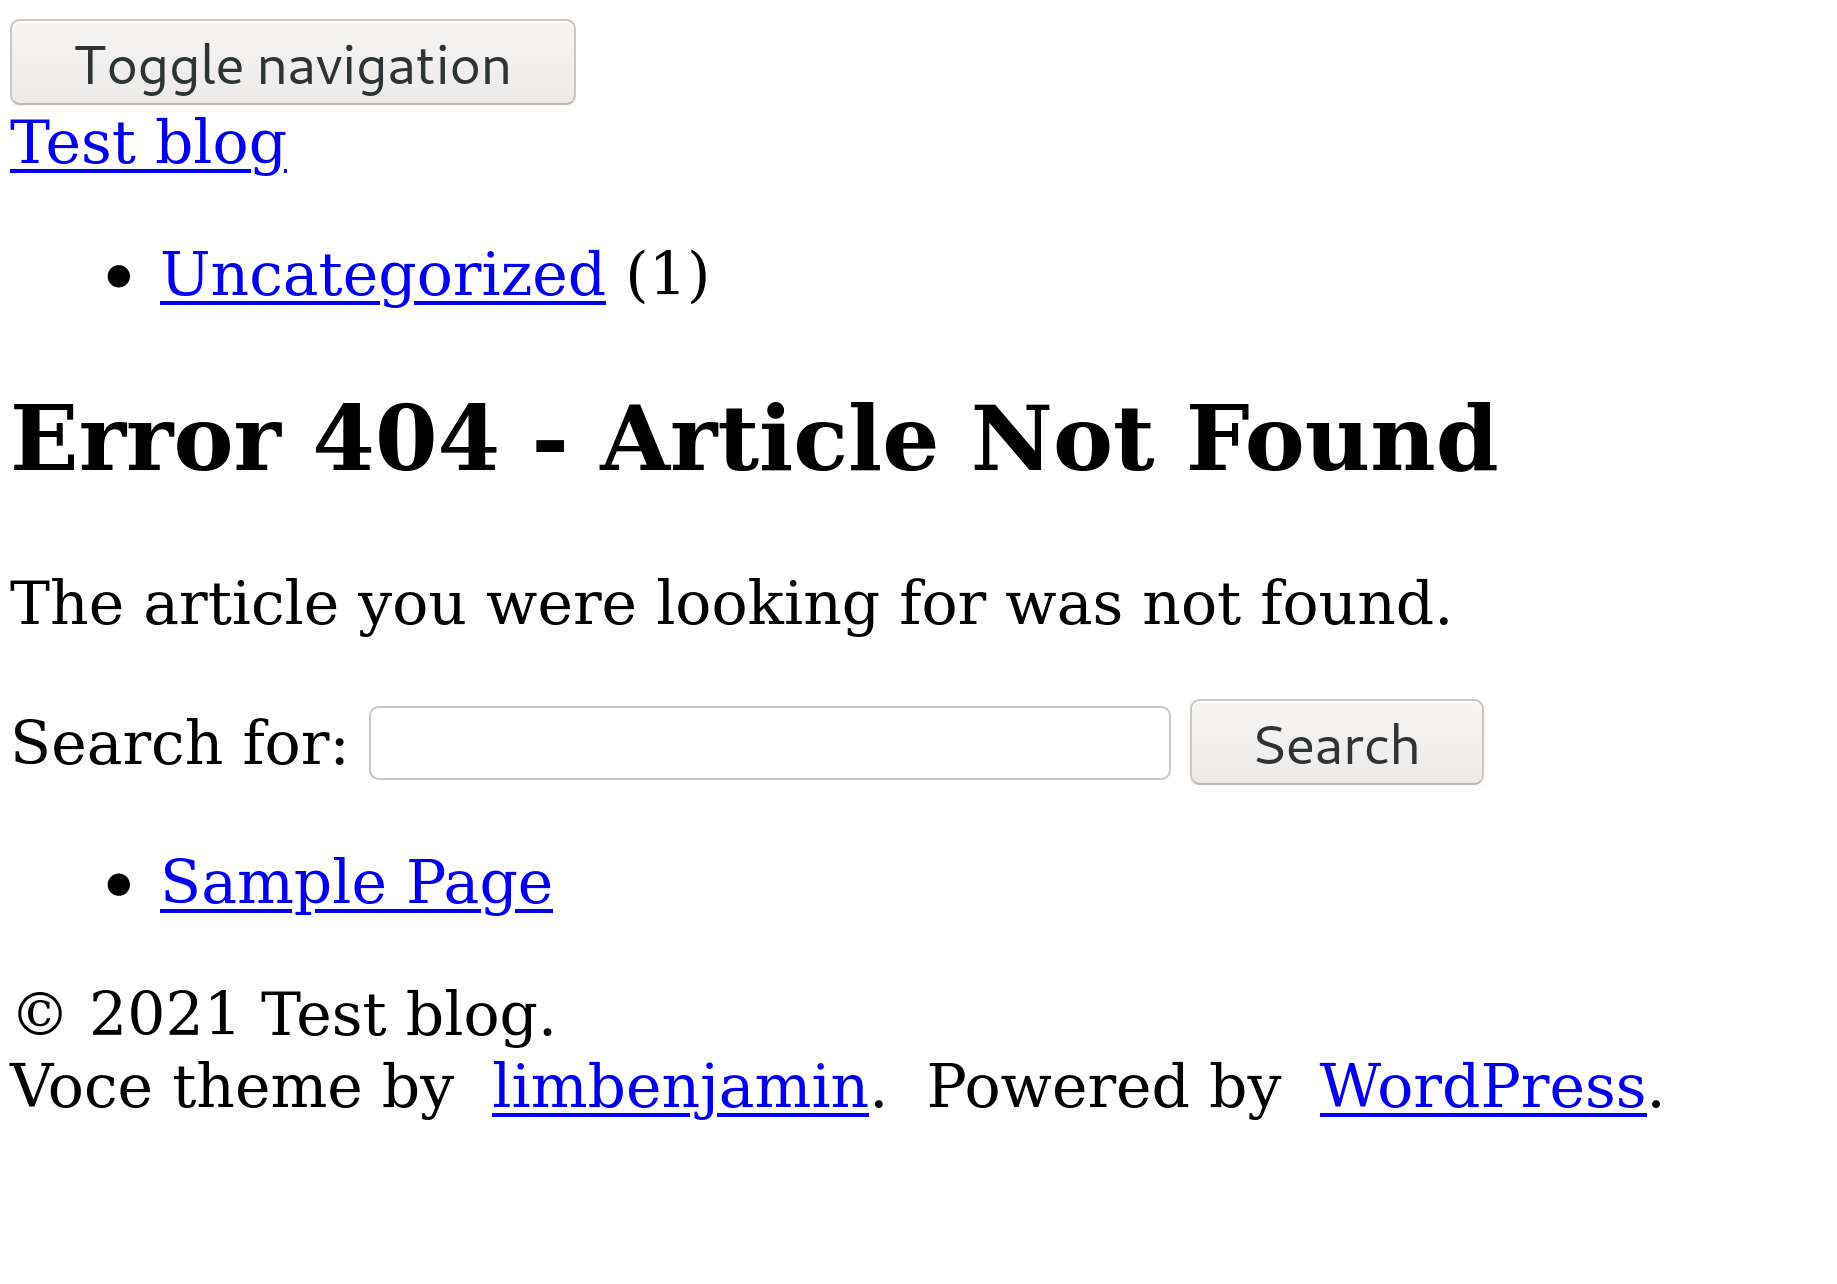 Toggle navigation
Test blog
Uncategorized (1)
Error 404 - Article Not Found
The article you were looking for was not found.
Search for: Search
Sample Page
© 2021 Test blog.
Voce theme by limbenjamin. Powered by WordPress.